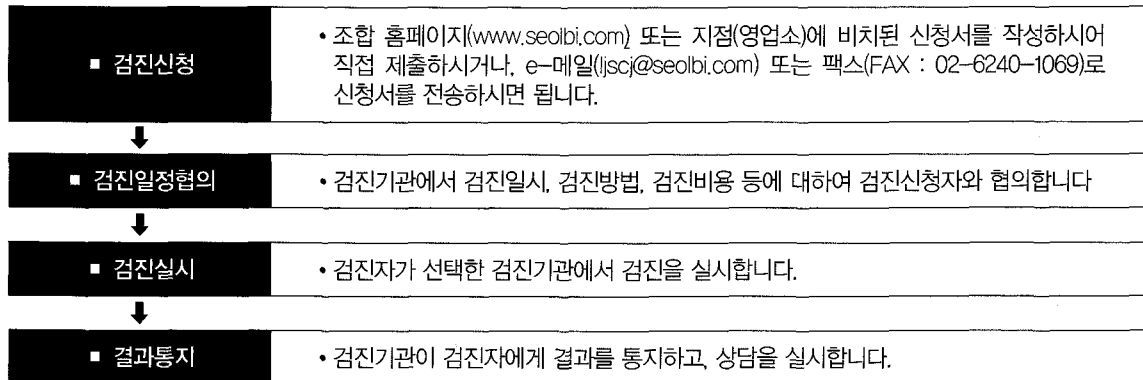 ▪ 검진신청
• 조합 홈페이지(www.seolbi.com) 또는 지점(영업소)에 비치된 신청서를 작성하시어
직접 제출하시거나, e-메일(ljscj@seolbi.com) 또는 팩스(FAX : 02-6240-1069)로
신청서를 전송하시면 됩니다.
▪ 검진일정협의
• 검진기관에서 검진일시, 검진방법, 검진비용 등에 대하여 검진신청자와 협의합니다
▪ 검진실시
• 검진자가 선택한 검진기관에서 검진을 실시합니다.
▪ 결과통지
• 검진기관이 검진자에게 결과를 통지하고, 상담을 실시합니다.